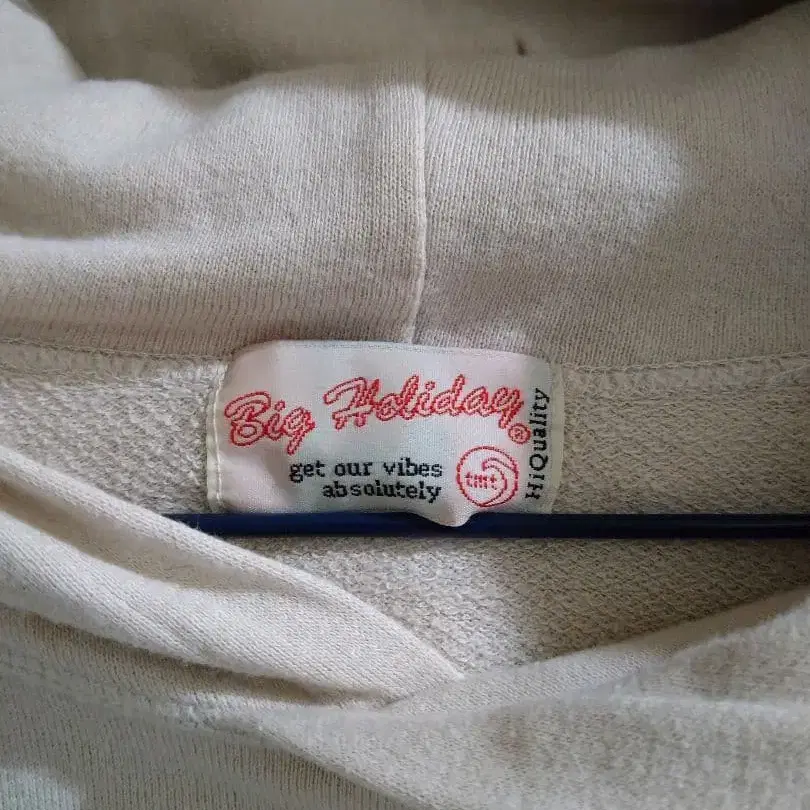 Big Holiday®
get our vibes
absolutely
tmt
HiQuality